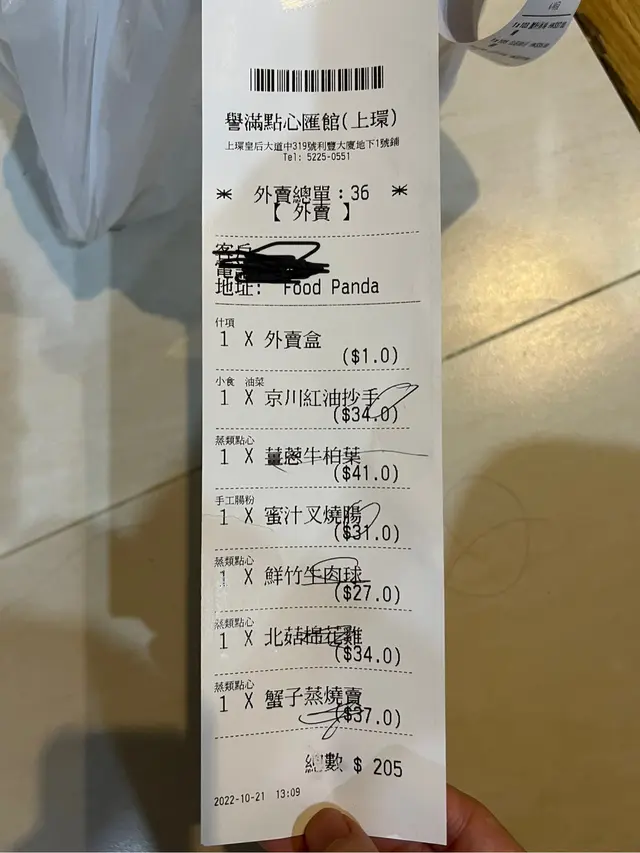 譽滿點心匯館(上環)
上環皇后大道中319號利豐大廈地下1號鋪
Tel: 5225-0551
* 外賣總單:36 *
【 外賣 】
客戶
電
地址: Food Panda
什項
1 X 外賣盒
($1.0)
小食 油菜
1 X 京川紅油抄手
($34.0)
蒸類點心
1 X 薑蔥牛柏葉
($41.0)
手工腸粉
1 X 蜜汁叉燒腸
($31.0)
蒸類點心
1 X 鮮竹牛肉球
($27.0)
蒸類點心
1 X 北菇棉花雞
($34.0)
蒸類點心
1 X 蟹子蒸燒賣
($37.0)
總數 $ 205
2022-10-21 13:09